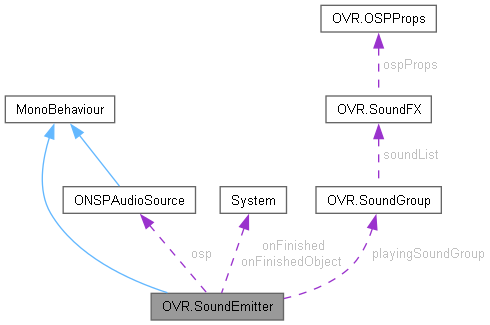 OVR.OSPProps
ospProps
MonoBehaviour
OVR.SoundFX
soundList
ONSPAudioSource
System
OVR.SoundGroup
osp
onFinished
onFinishedObject
playingSoundGroup
OVR.SoundEmitter